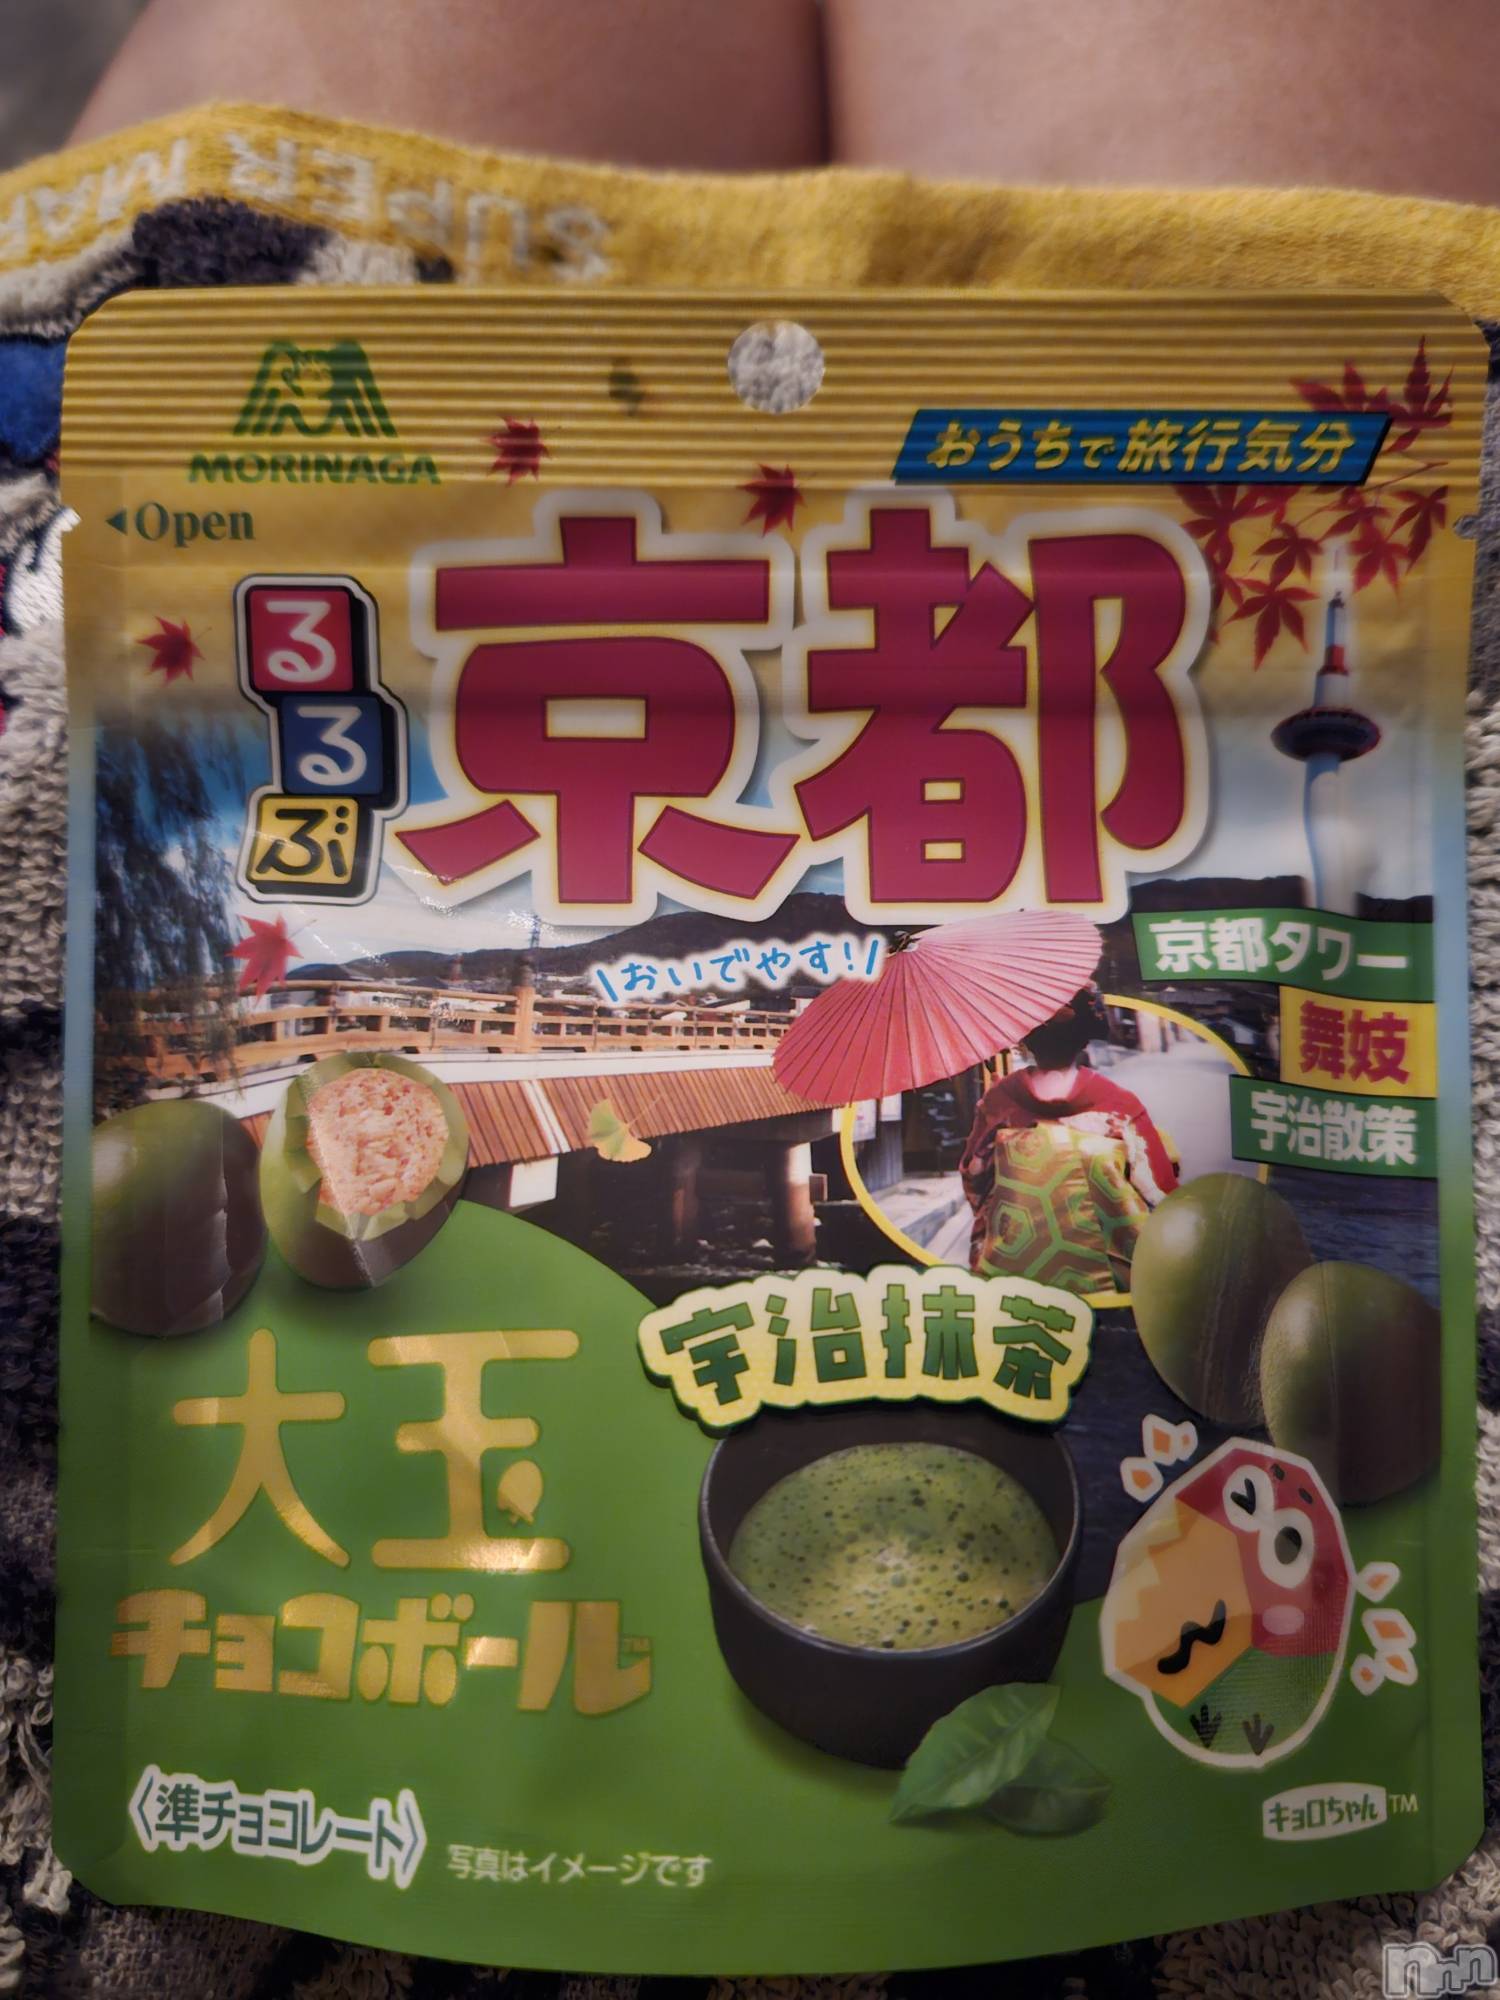 SUPER MAR
MORINAGA
おうちで旅行気分
Open
るるぶ
京都
おいでやす!
京都タワー
舞妓
宇治散策
宇治抹茶
大玉
チョコボール™
〈準チョコレート〉
写真はイメージです
キョロちゃん™
nmn